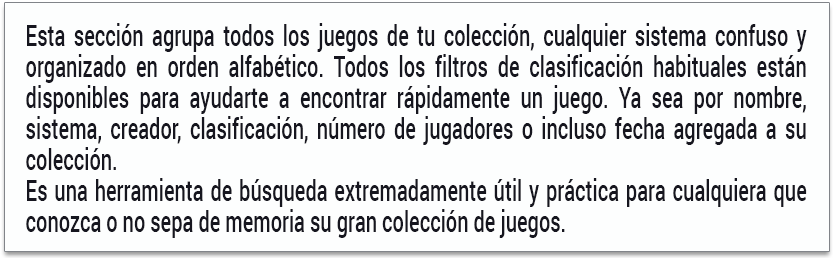 Esta sección agrupa todos los juegos de tu colección, cualquier sistema confuso y
organizado en orden alfabético. Todos los filtros de clasificación habituales están
disponibles para ayudarte a encontrar rápidamente un juego. Ya sea por nombre,
sistema, creador, clasificación, número de jugadores o incluso fecha agregada a su
colección.
Es una herramienta de búsqueda extremadamente útil y práctica para cualquiera que
conozca o no sepa de memoria su gran colección de juegos.